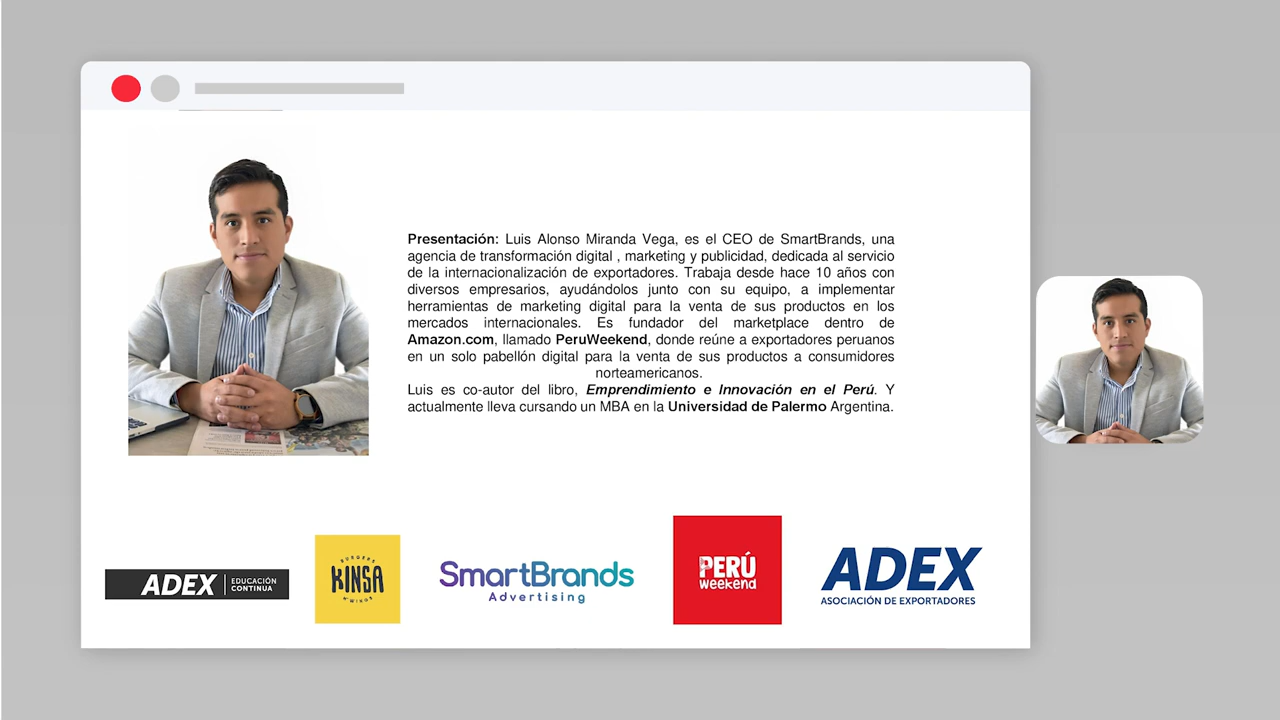 Presentación: Luis Alonso Miranda Vega, es el CEO de SmartBrands, una
agencia de transformación digital , marketing y publicidad, dedicada al servicio
de la internacionalización de exportadores. Trabaja desde hace 10 años con
diversos empresarios, ayudándolos junto con su equipo, a implementar
herramientas de marketing digital para la venta de sus productos en los
mercados internacionales. Es fundador del marketplace dentro de
Amazon.com, llamado PeruWeekend, donde reúne a exportadores peruanos
en un solo pabellón digital para la venta de sus productos a consumidores
norteamericanos.
Luis es co-autor del libro, Emprendimiento e Innovación en el Perú. Y
actualmente lleva cursando un MBA en la Universidad de Palermo Argentina.
ADEX EDUCACIÓN
CONTINUA
BURGERS
KINSA
SmartBrands
Advertising
PERÚ
weekend
ADEX
ASOCIACIÓN DE EXPORTADORES